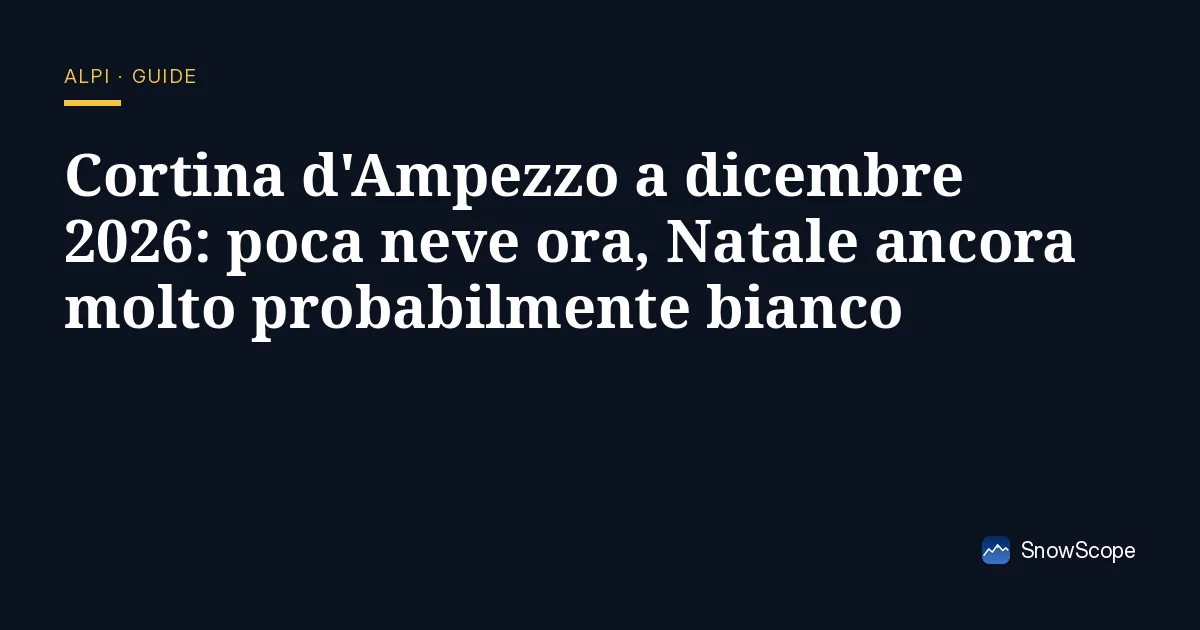 ALPI · GUIDE
Cortina d'Ampezzo a dicembre
2026: poca neve ora, Natale ancora
molto probabilmente bianco
SnowScope